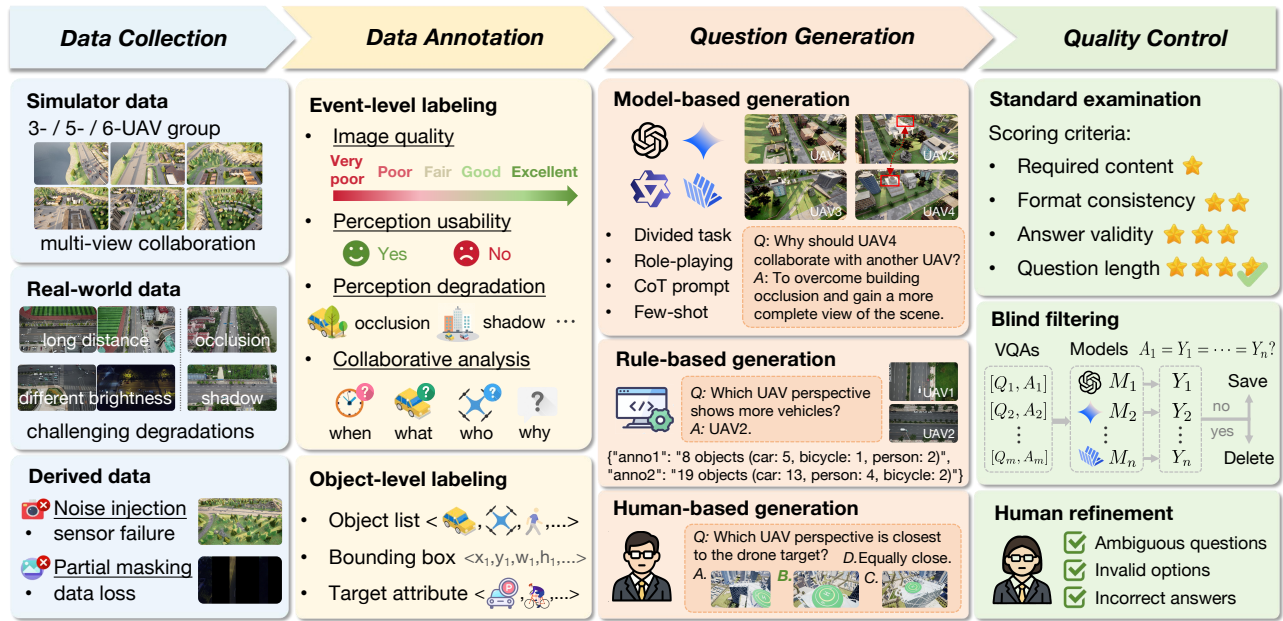 Data Collection
Data Annotation
Question Generation
Quality Control
Simulator data
3- / 5- / 6-UAV group
multi-view collaboration
Real-world data
long distance
occlusion
different brightness
shadow
challenging degradations
Derived data
Noise injection
• sensor failure
Partial masking
• data loss
Event-level labeling
• Image quality
Very poor Poor Fair Good Excellent
• Perception usability
Yes No
• Perception degradation
occlusion shadow ...
• Collaborative analysis
? ? ? ?
when what who why
Object-level labeling
• Object list < , , ,...>
• Bounding box <x₁,y₁,w₁,h₁,...>
• Target attribute < P , ,...>
Model-based generation
UAV1
UAV2
UAV3
UAV4
• Divided task
• Role-playing
• CoT prompt
• Few-shot
Q: Why should UAV4
collaborate with another UAV?
A: To overcome building
occlusion and gain a more
complete view of the scene.
Rule-based generation
Q: Which UAV perspective
shows more vehicles?
A: UAV2.
UAV1
UAV2
{"anno1": "8 objects (car: 5, bicycle: 1, person: 2)",
"anno2": "19 objects (car: 13, person: 4, bicycle: 2)"}
Human-based generation
Q: Which UAV perspective is closest
to the drone target? D.Equally close.
A. B. C.
Standard examination
Scoring criteria:
• Required content
• Format consistency
• Answer validity
• Question length
Blind filtering
VQAs Models A₁ = Y₁ = ··· = Yₙ?
[Q₁, A₁] M₁ Y₁
[Q₂, A₂] M₂ Y₂
⋮ ⋮ ⋮
[Qₘ, Aₘ] Mₙ Yₙ
Save
no
yes
Delete
Human refinement
Ambiguous questions
Invalid options
Incorrect answers